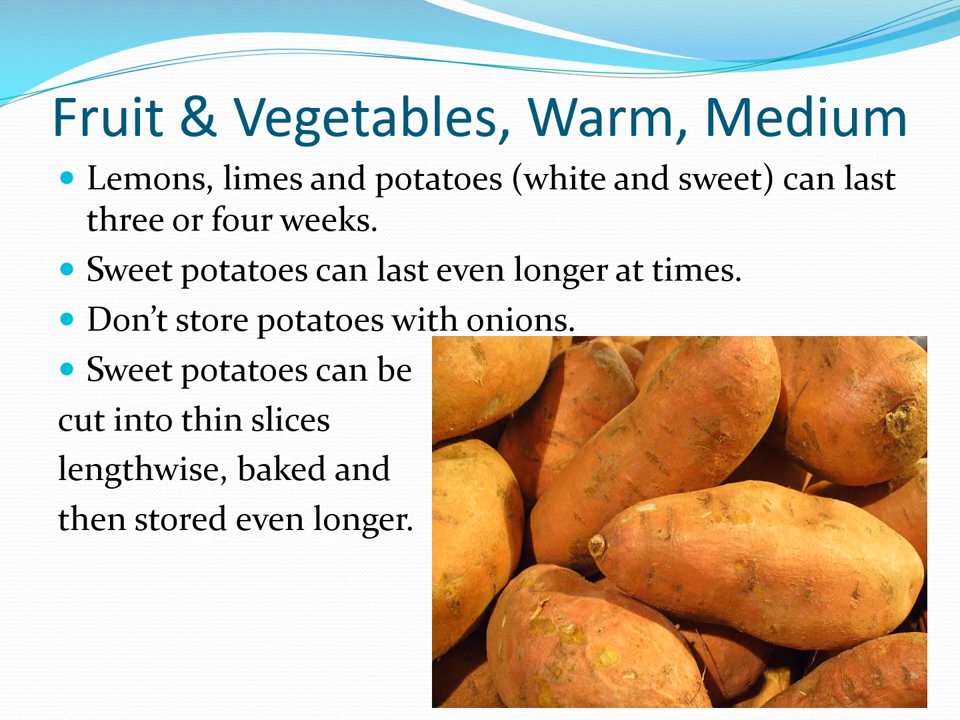 Fruit & Vegetables, Warm, Medium
• Lemons, limes and potatoes (white and sweet) can last
three or four weeks.
• Sweet potatoes can last even longer at times.
• Don’t store potatoes with onions.
• Sweet potatoes can be
cut into thin slices
lengthwise, baked and
then stored even longer.